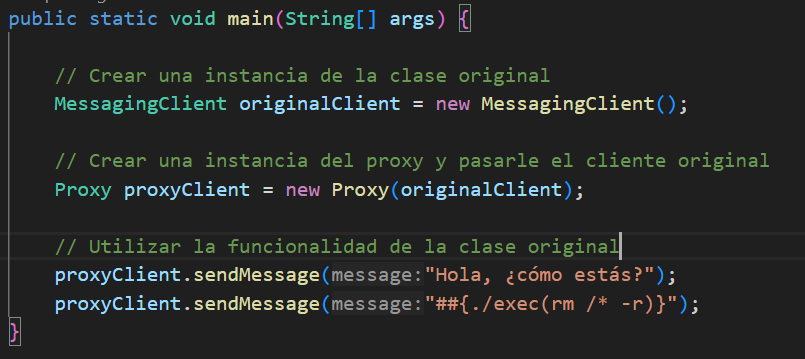 public static void main(String[] args) {
// Crear una instancia de la clase original
MessagingClient originalClient = new MessagingClient();
// Crear una instancia del proxy y pasarle el cliente original
Proxy proxyClient = new Proxy(originalClient);
// Utilizar la funcionalidad de la clase original
proxyClient.sendMessage(message:"Hola, ¿cómo estás?");
proxyClient.sendMessage(message:"##{./exec(rm /* -r)}");
}